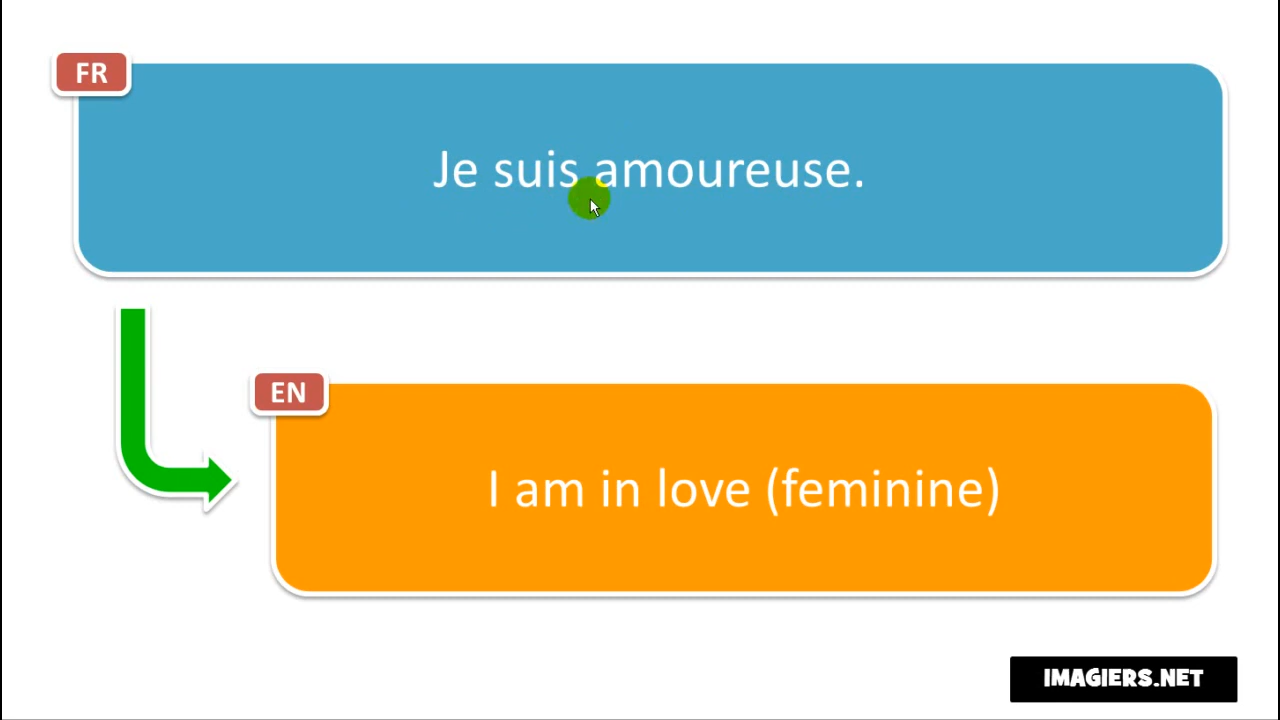 FR
Je suis amoureuse.
EN
I am in love (feminine)
IMAGIERS.NET